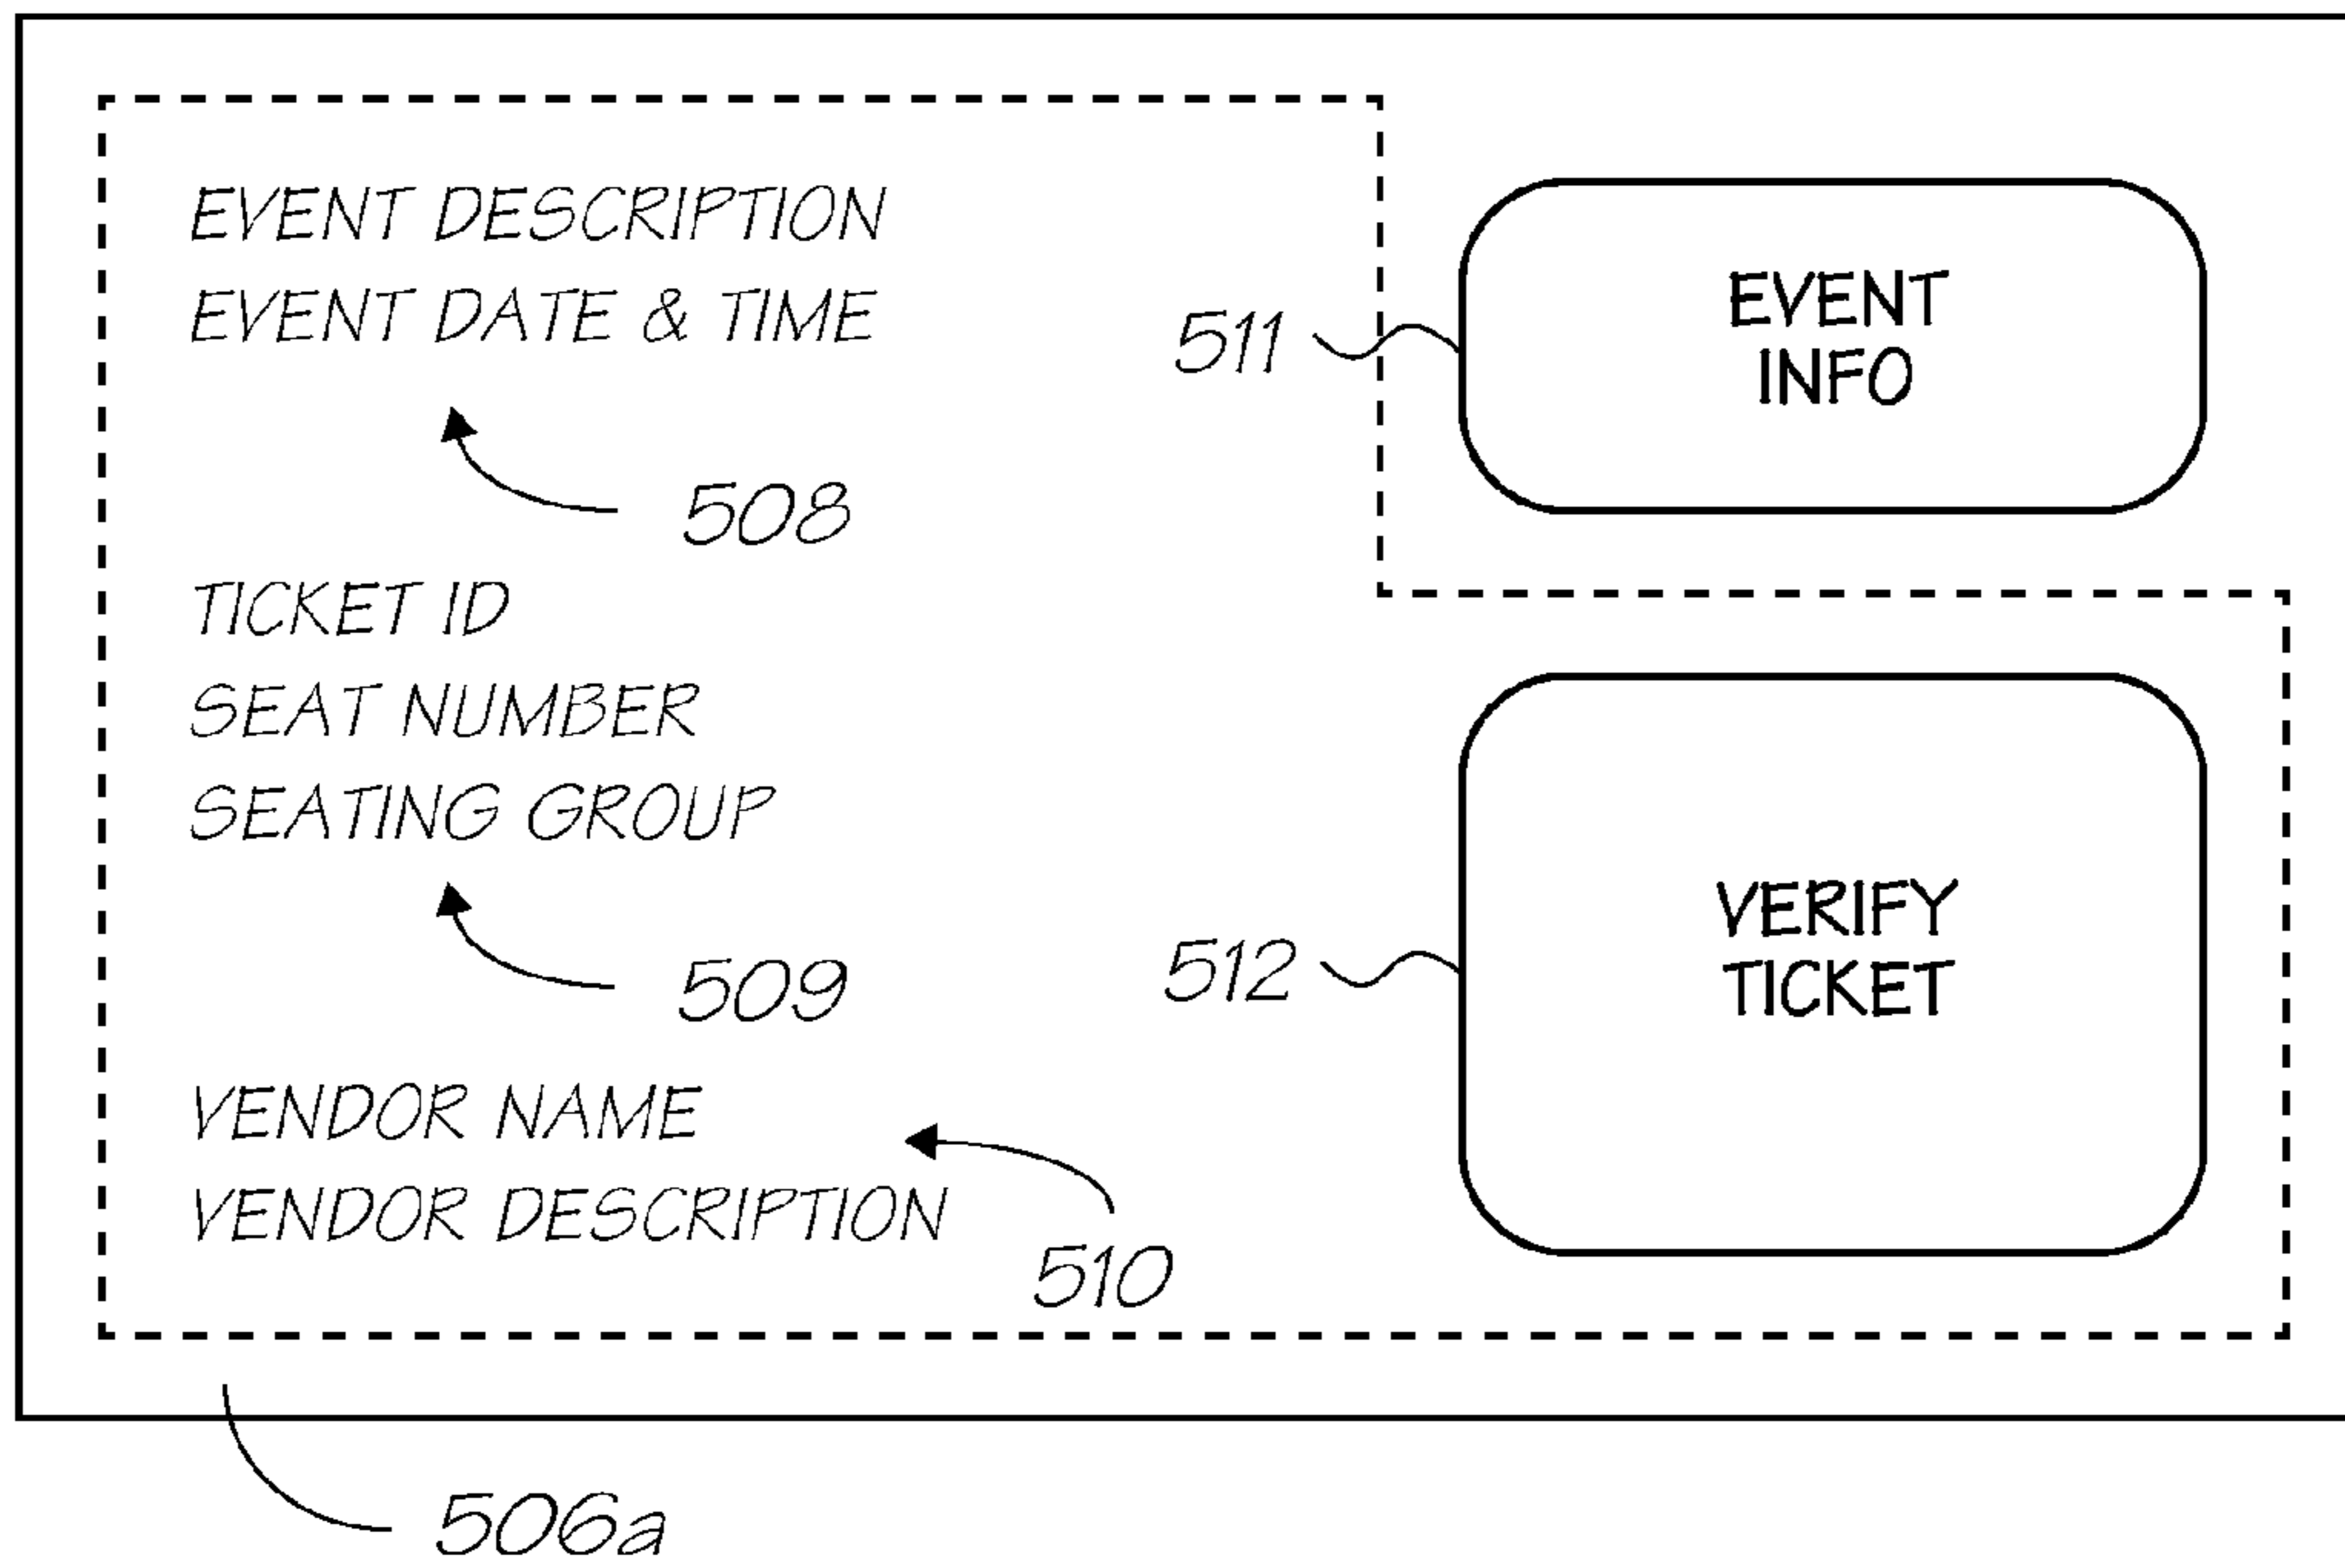 EVENT DESCRIPTION
EVENT DATE & TIME
508
TICKET ID
SEAT NUMBER
SEATING GROUP
509
VENDOR NAME
VENDOR DESCRIPTION
510
511
EVENT
INFO
512
VERIFY
TICKET
506a